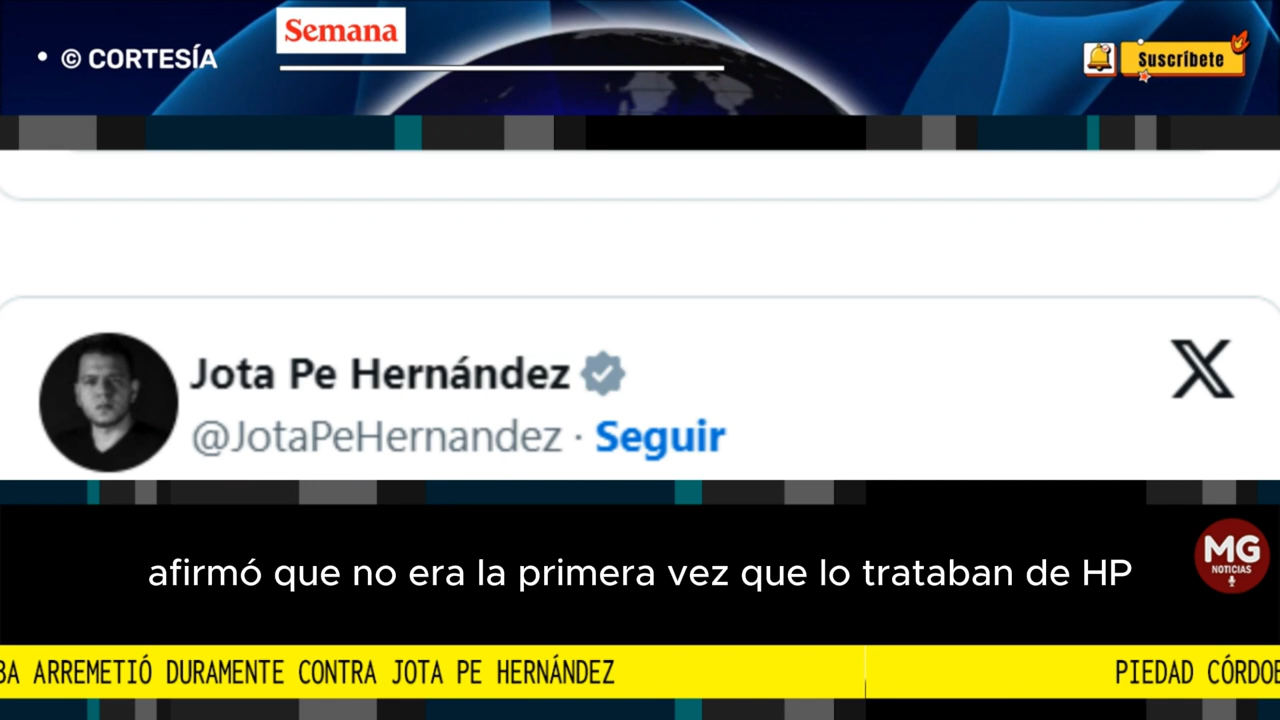 Semana
• © CORTESÍA
Suscríbete
Jota Pe Hernández
@JotaPeHernandez · Seguir
afirmó que no era la primera vez que lo trataban de HP
MG
NOTICIAS
BA ARREMETIÓ DURAMENTE CONTRA JOTA PE HERNÁNDEZ
PIEDAD CÓRDOB